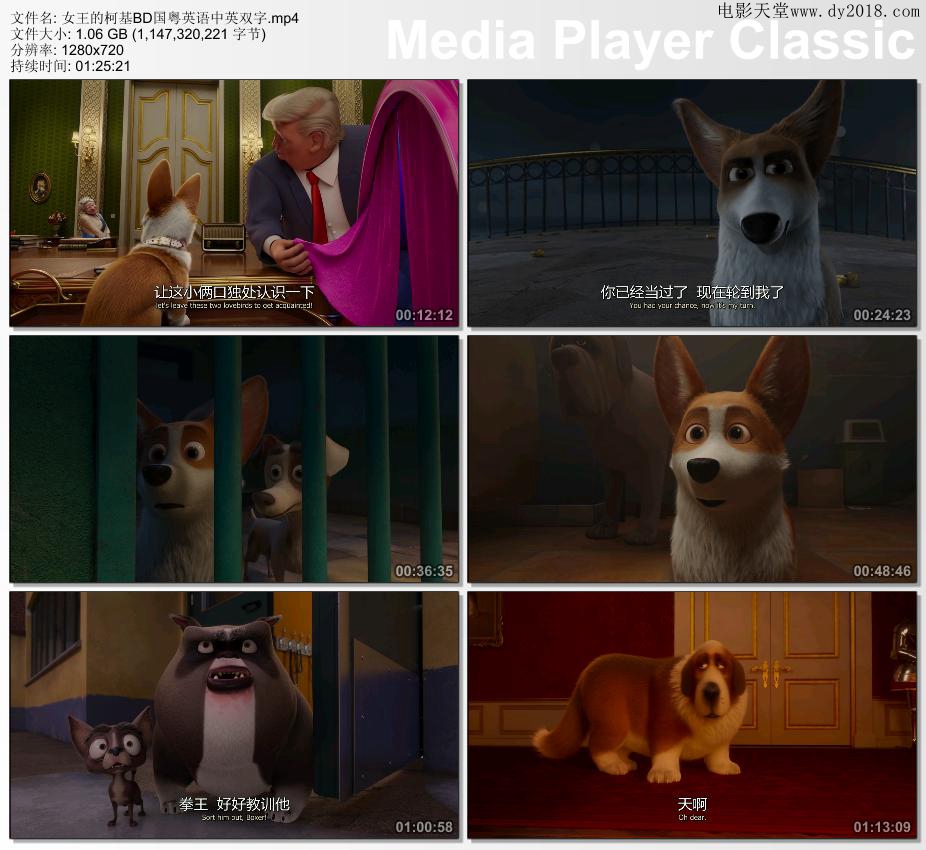 文件名: 女王的柯基BD国粤英语中英双字.mp4
电影天堂www.dy2018.com
文件大小: 1.06 GB (1,147,320,221 字节)
分辨率: 1280x720
Media Player Classic
持续时间: 01:25:21
让这小俩口独处认识一下
let's leave these two lovebirds to get acquainted!
00:12:12
你已经当过了 现在轮到我了
You had your chance, now it's my turn.
00:24:23
00:36:35
00:48:46
拳王 好好教训他
Sort him out, Boxer!
01:00:58
天啊
Oh dear.
01:13:09